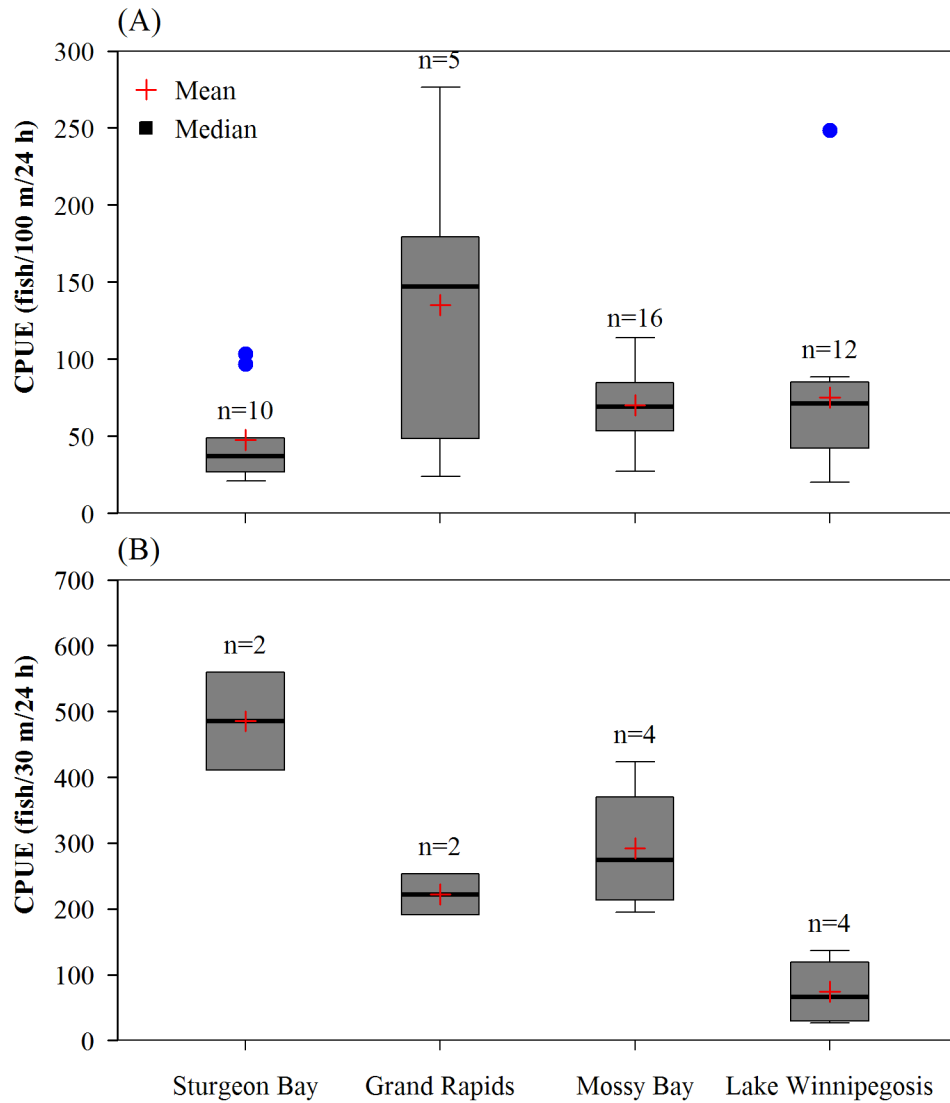 (A)
CPUE (fish/100 m/24 h)
300
250
200
150
100
50
0
Mean
Median
n=10
n=5
n=16
n=12
(B)
CPUE (fish/30 m/24 h)
700
600
500
400
300
200
100
0
n=2
n=2
n=4
n=4
Sturgeon Bay
Grand Rapids
Mossy Bay
Lake Winnipegosis